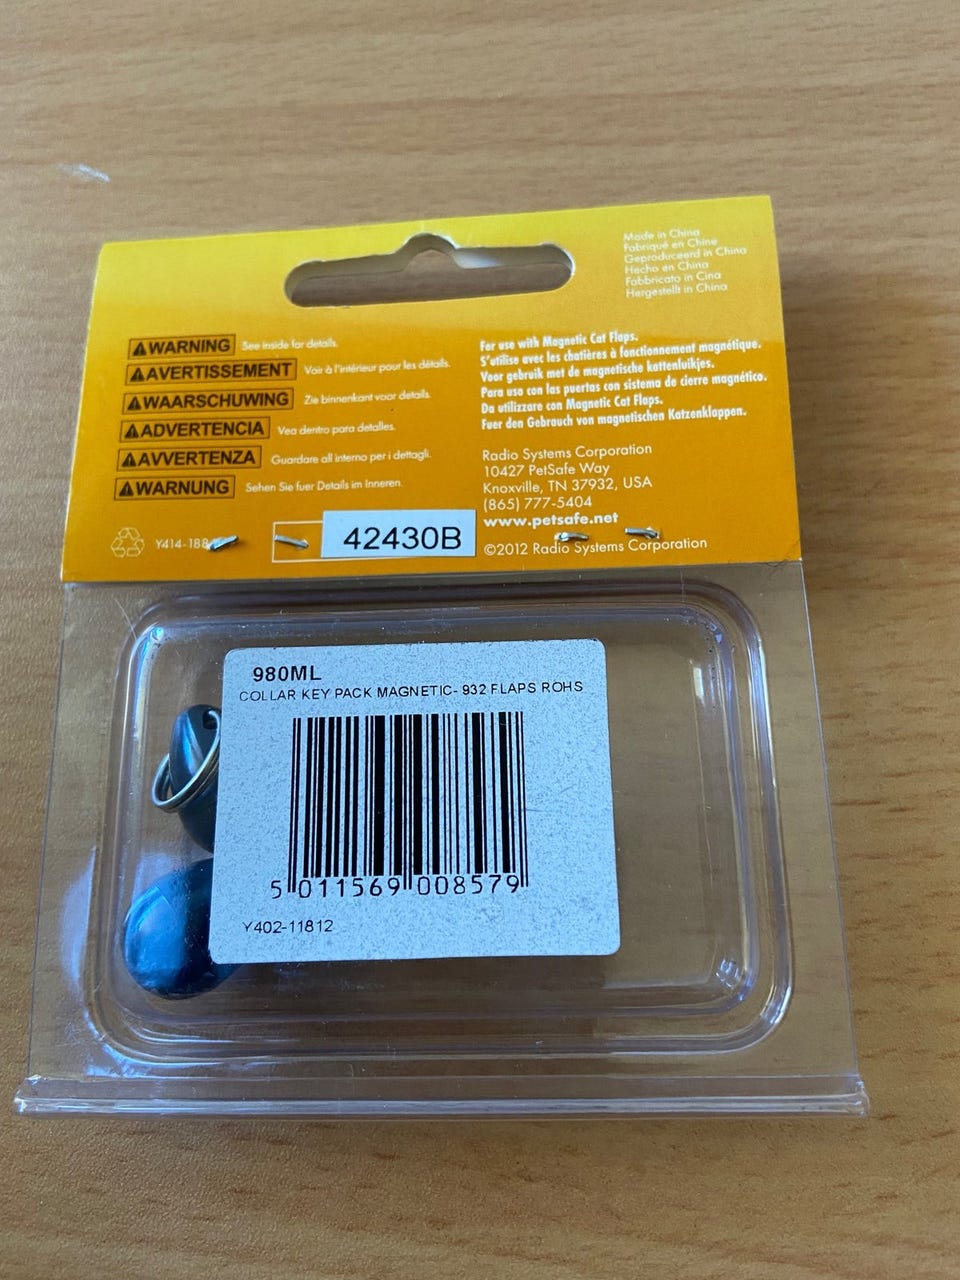 Made in China
Fabriqué en Chine
Geproduceerd in China
Hecho en China
Fabbricato in Cina
Hergestellt in China
WARNING See inside for details.
AVERTISSEMENT Voir à l'intérieur pour les détails.
WAARSCHUWING Zie binnenkant voor details.
ADVERTENCIA Vea dentro para detalles.
AVVERTENZA Guardare all interno per i dettagli.
WARNUNG Sehen Sie fuer Details im Inneren.
For use with Magnetic Cat Flaps.
S'utilise avec les chatières à fonctionnement magnétique.
Voor gebruik met de magnetische kattenluikjes.
Para uso con las puertas con sistema de cierre magnético.
Da utilizzare con Magnetic Cat Flaps.
Fuer den Gebrauch von magnetischen Katzenklappen.
Radio Systems Corporation
10427 PetSafe Way
Knoxville, TN 37932, USA
(865) 777-5404
www.petsafe.net
©2012 Radio Systems Corporation
42430B
980ML
COLLAR KEY PACK MAGNETIC- 932 FLAPS ROHS
5 011569 008579
Y402-11812